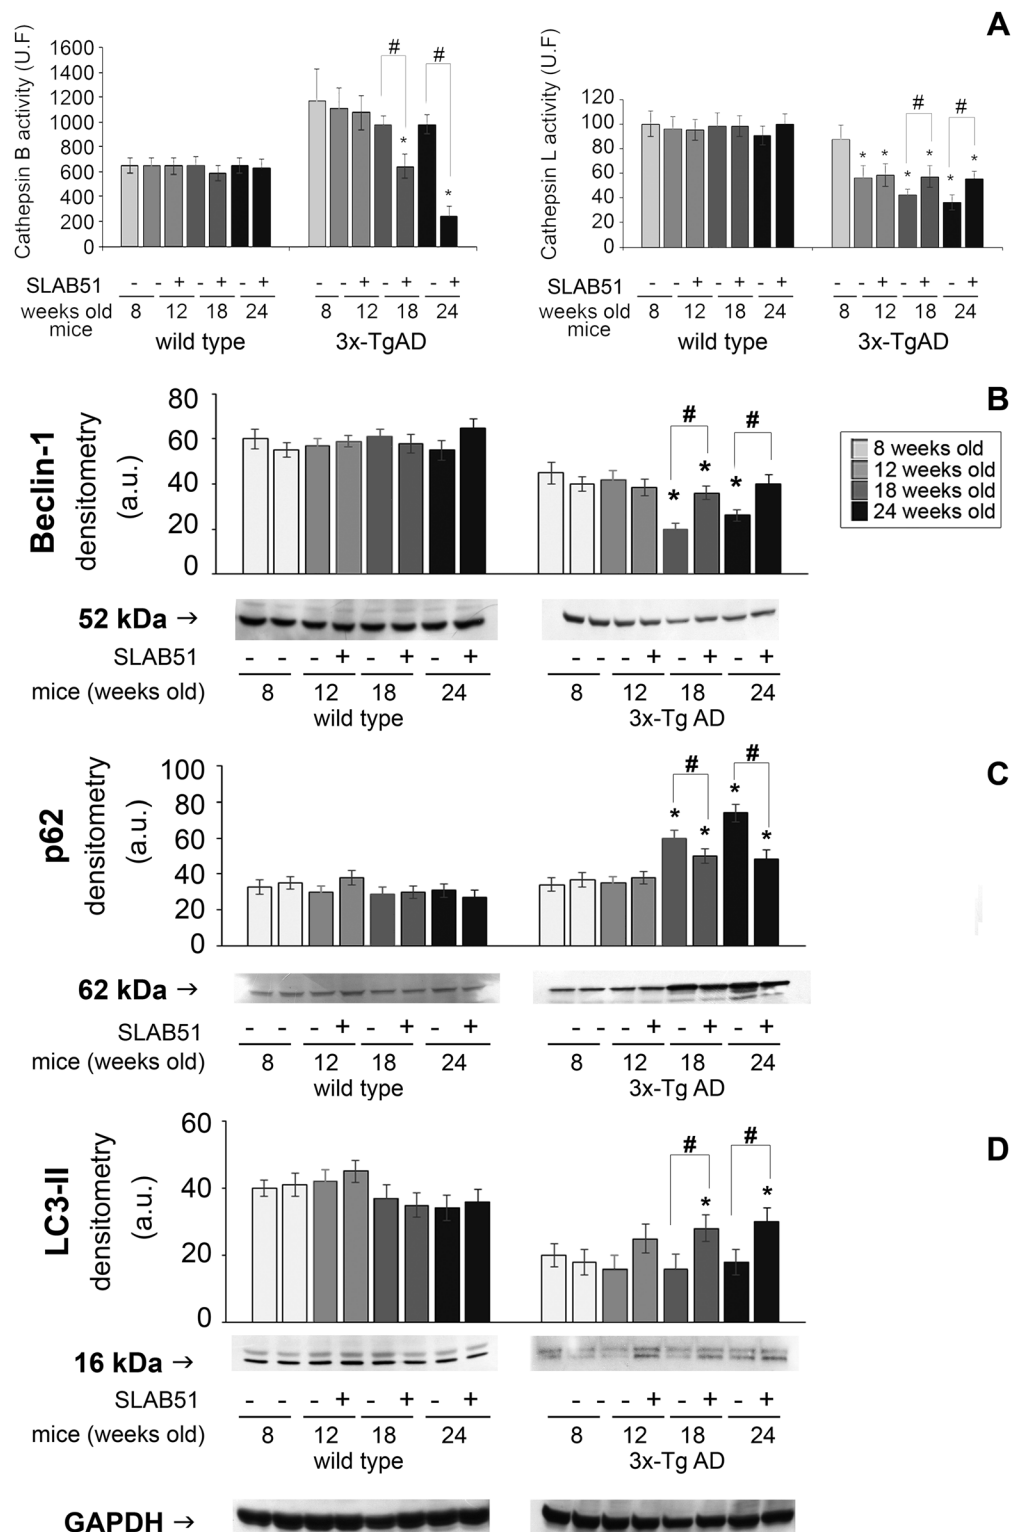 A
Cathepsin B activity (U.F)
1600
1400
1200
1000
800
600
400
200
0
# #
* *
SLAB51 - - + - + - + - - + - + - +
weeks old mice 8 12 18 24 8 12 18 24
wild type 3x-TgAD
Cathepsin L activity (U.F)
120
100
80
60
40
20
0
# #
* * * * * *
SLAB51 - - + - + - + - - + - + - +
weeks old mice 8 12 18 24 8 12 18 24
wild type 3x-TgAD
B
Beclin-1
densitometry
(a.u.)
80
60
40
20
0
# #
* * *
8 weeks old
12 weeks old
18 weeks old
24 weeks old
52 kDa →
SLAB51 - - - + - + - + - - - + - + - +
mice (weeks old) 8 12 18 24 8 12 18 24
wild type 3x-Tg AD
C
p62
densitometry
(a.u.)
100
80
60
40
20
0
# #
* * * *
62 kDa →
SLAB51 - - - + - + - + - - - + - + - +
mice (weeks old) 8 12 18 24 8 12 18 24
wild type 3x-Tg AD
D
LC3-II
densitometry
(a.u.)
60
40
20
0
# #
* *
16 kDa →
SLAB51 - - - + - + - + - - - + - + - +
mice (weeks old) 8 12 18 24 8 12 18 24
wild type 3x-Tg AD
GAPDH →